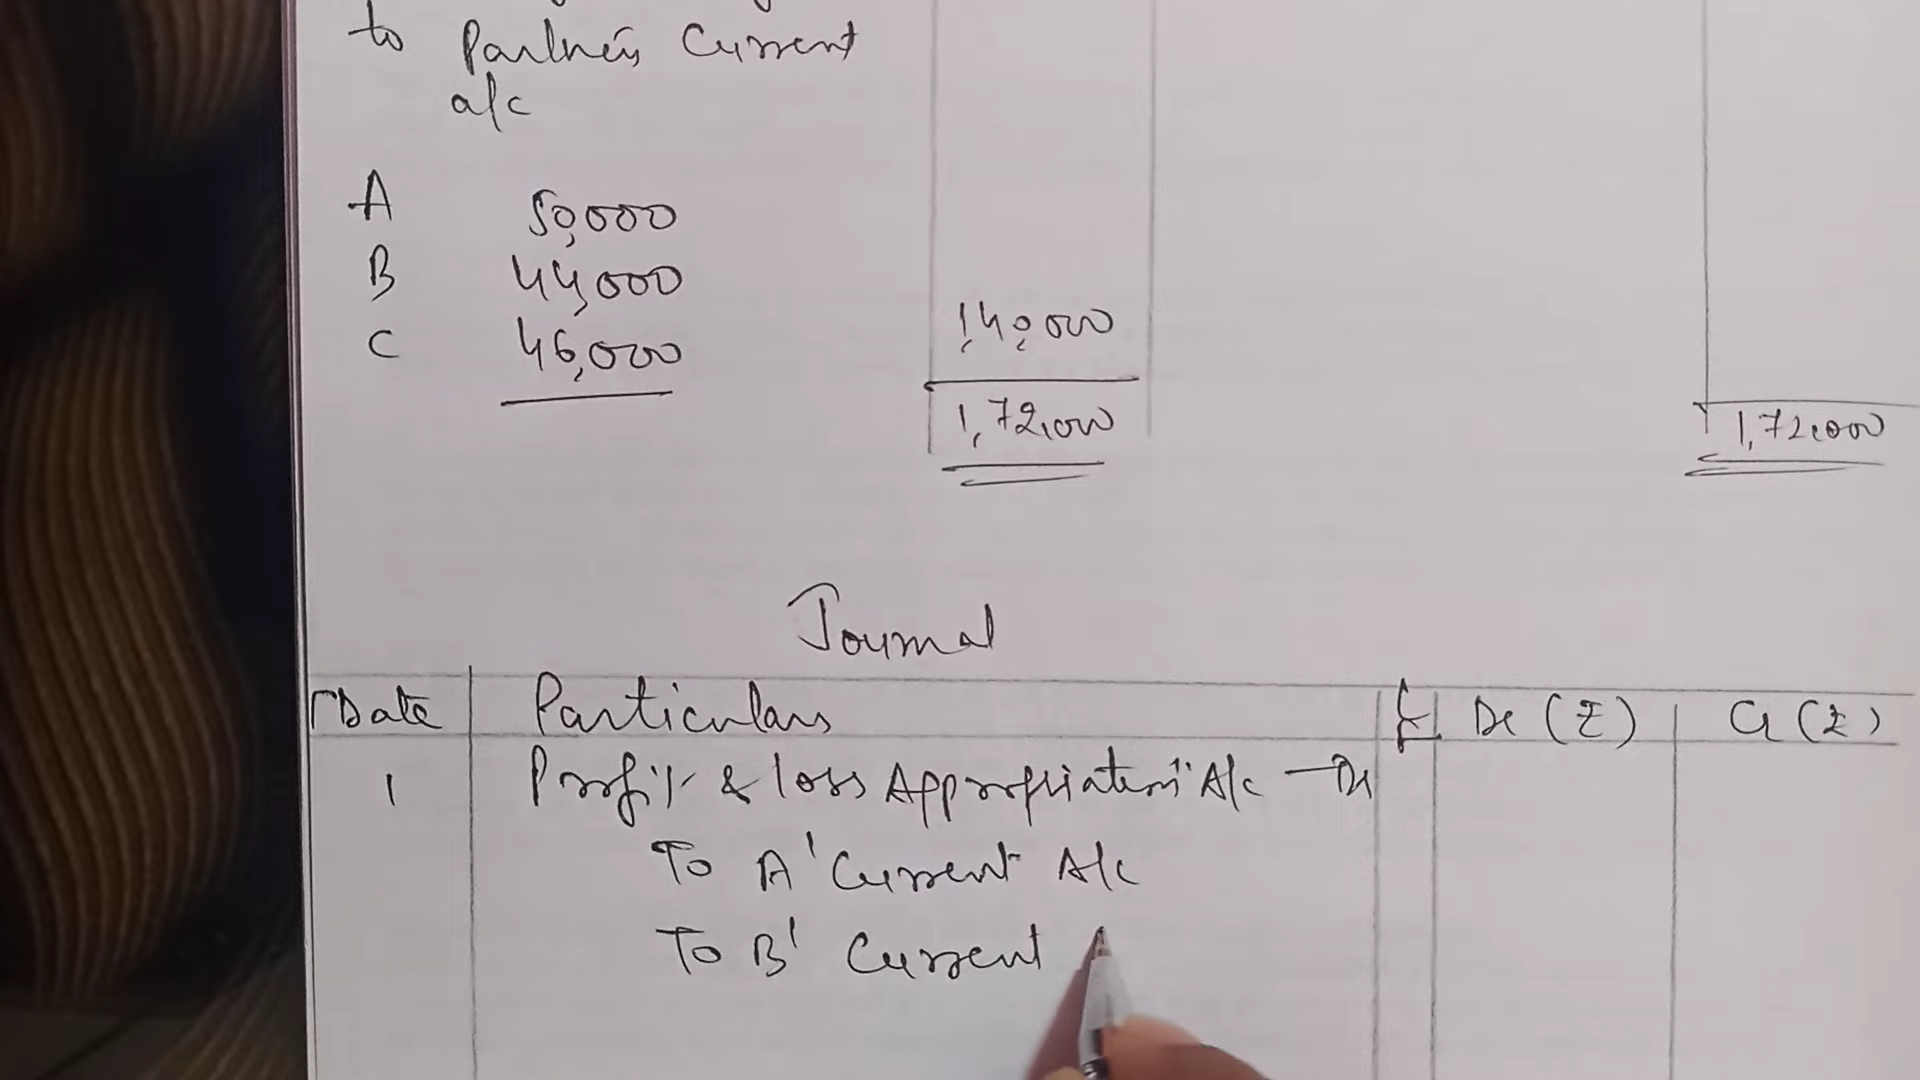 to Partners Current
a/c
A 50,000
B 44,000
C 46,000
1,40,000
1,72,000
1,72,000
Journal
Date Particulars L.F. Dr (₹) Cr (₹)
1 Profit & loss Appropriation A/c - Dr
To A' Current A/c
To B' Current